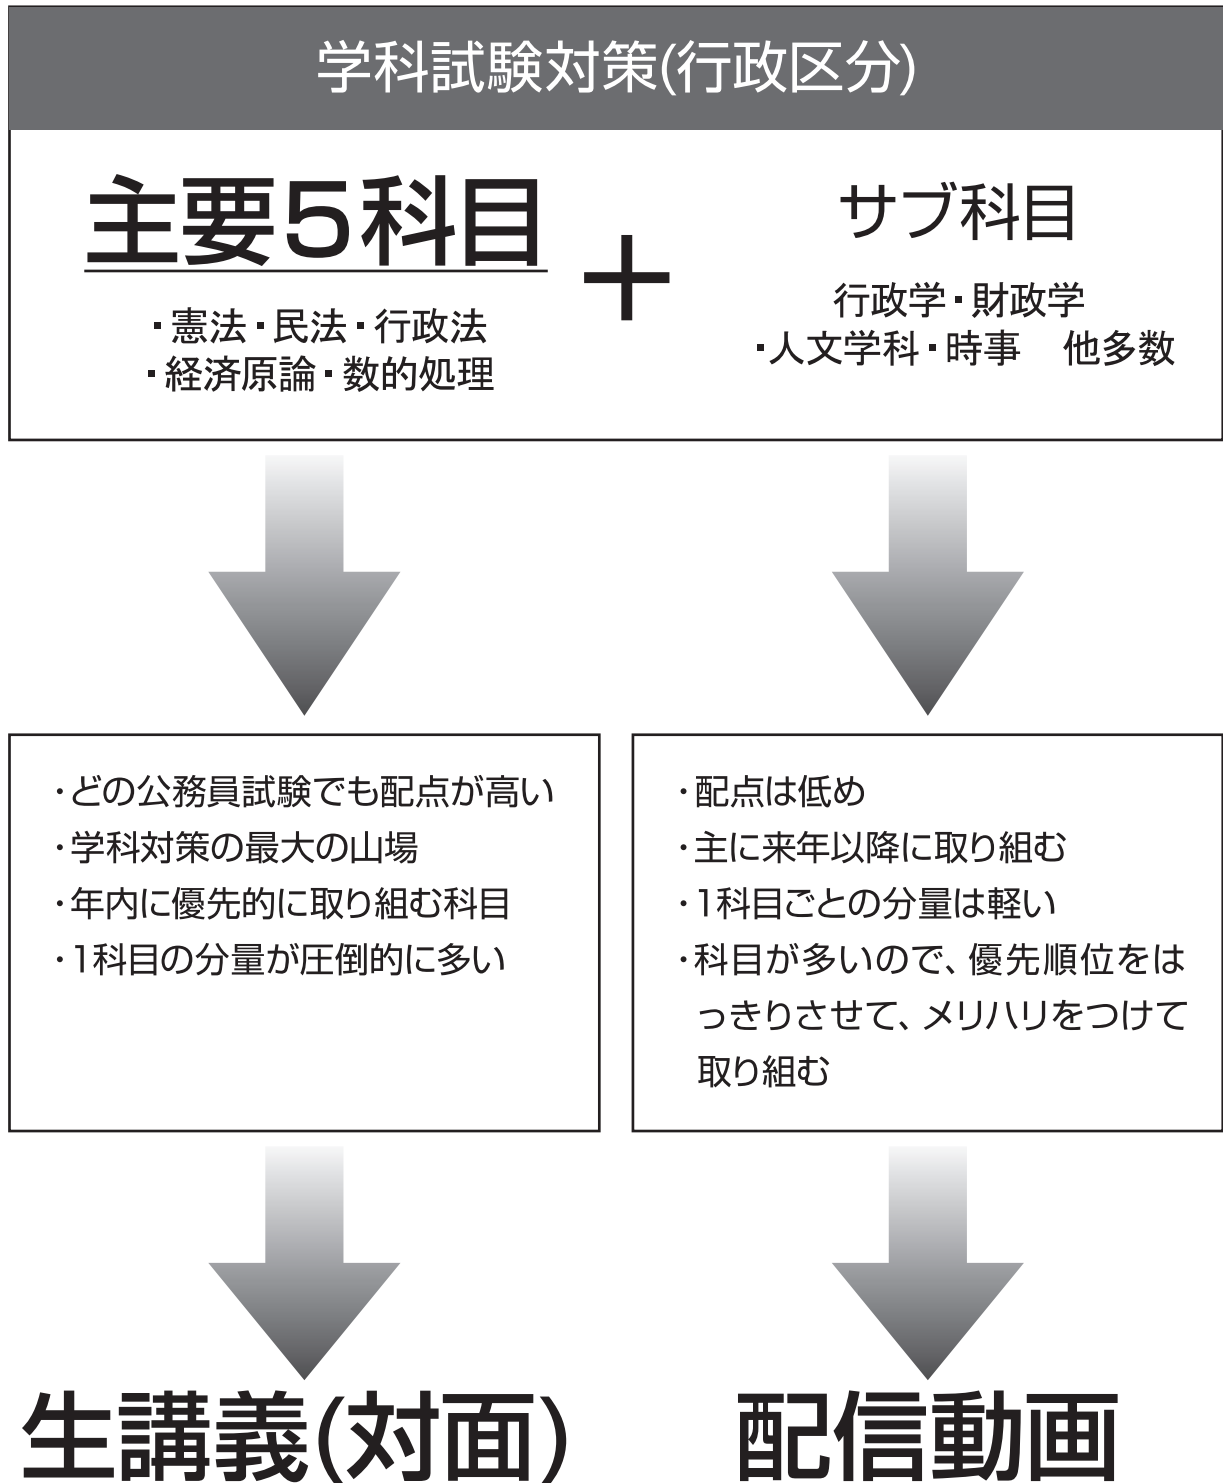 学科試験対策(行政区分)
主要5科目
・憲法・民法・行政法
・経済原論・数的処理
＋
サブ科目
行政学・財政学
・人文学科・時事　他多数
・どの公務員試験でも配点が高い
・学科対策の最大の山場
・年内に優先的に取り組む科目
・1科目の分量が圧倒的に多い
・配点は低め
・主に来年以降に取り組む
・1科目ごとの分量は軽い
・科目が多いので、優先順位をは
っきりさせて、メリハリをつけて
取り組む
生講義(対面)
配信動画